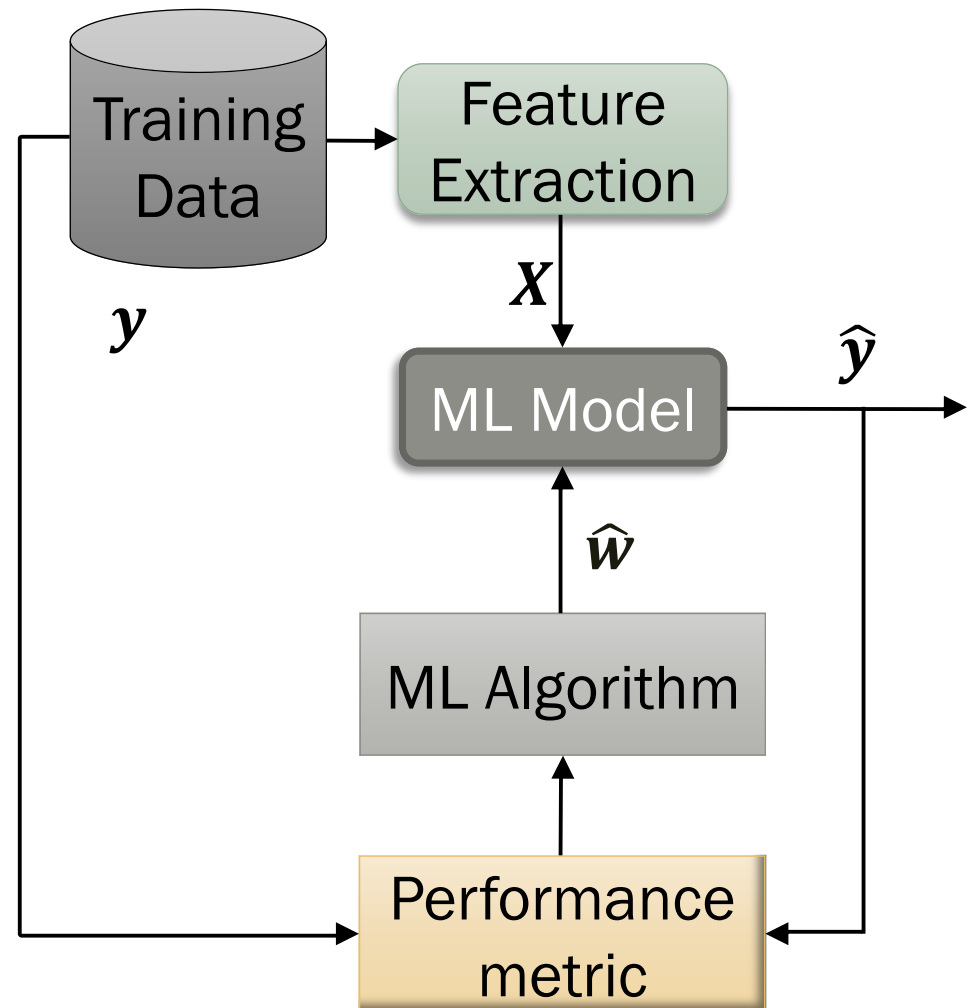 Training
Data
Feature
Extraction
X
y
ŷ
ML Model
ŵ
ML Algorithm
Performance
metric